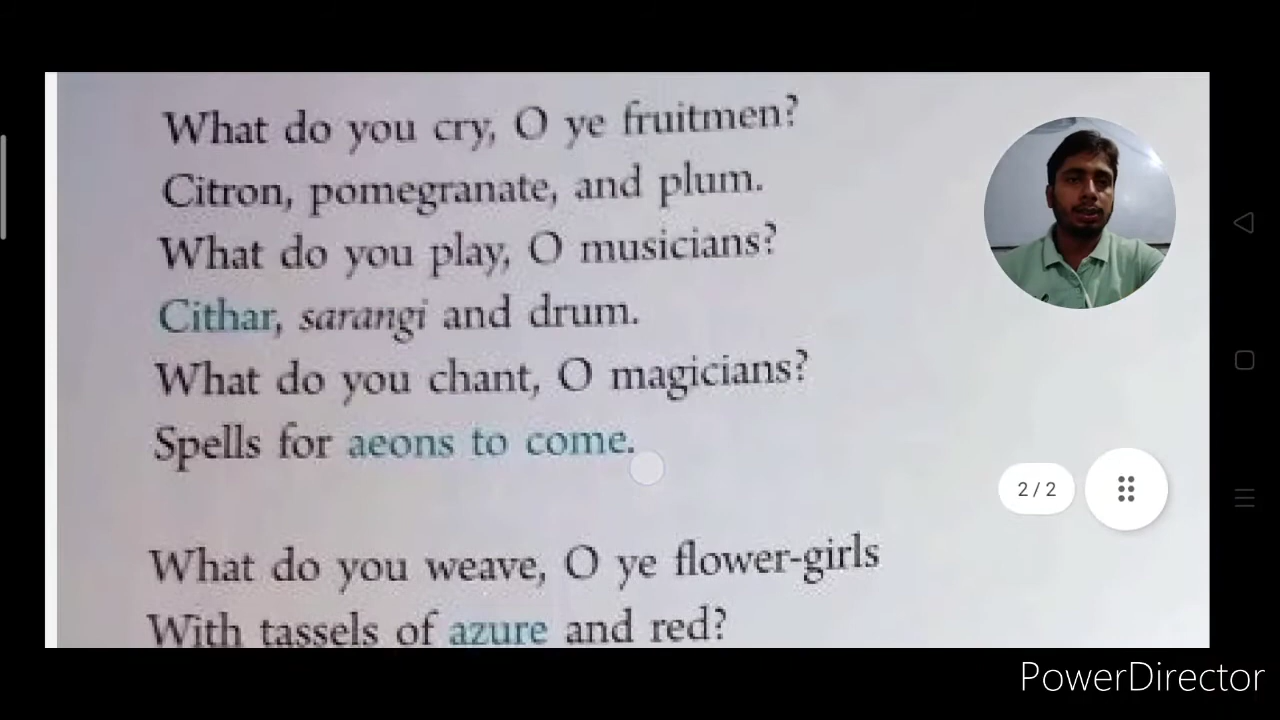 What do you cry, O ye fruitmen?
Citron, pomegranate, and plum.
What do you play, O musicians?
Cithar, sarangi and drum.
What do you chant, O magicians?
Spells for aeons to come.
What do you weave, O ye flower-girls
With tassels of azure and red?
2 / 2
PowerDirector